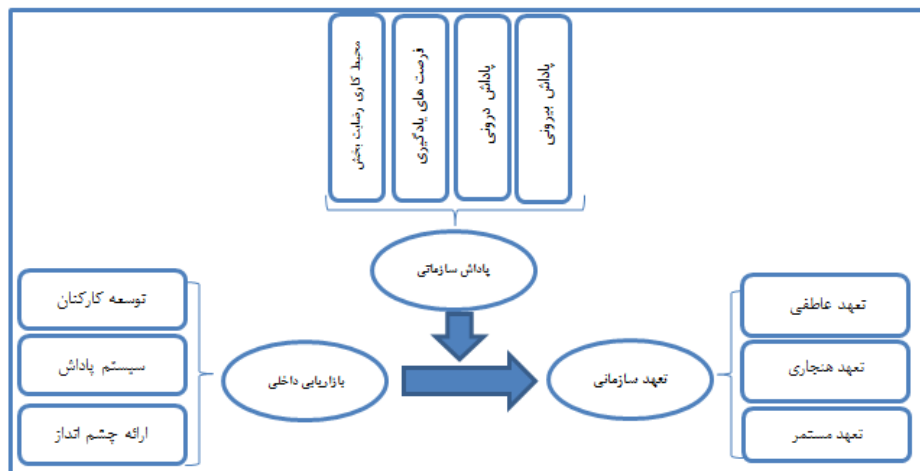 پاداش بیرونی
پاداش درونی
فرصت های یادگیری
محیط کاری رضایت بخش
پاداش سازمانی
تعهد عاطفی
تعهد هنجاری
تعهد مستمر
تعهد سازمانی
بازاریابی داخلی
توسعه کارکنان
سیستم پاداش
ارائه چشم انداز